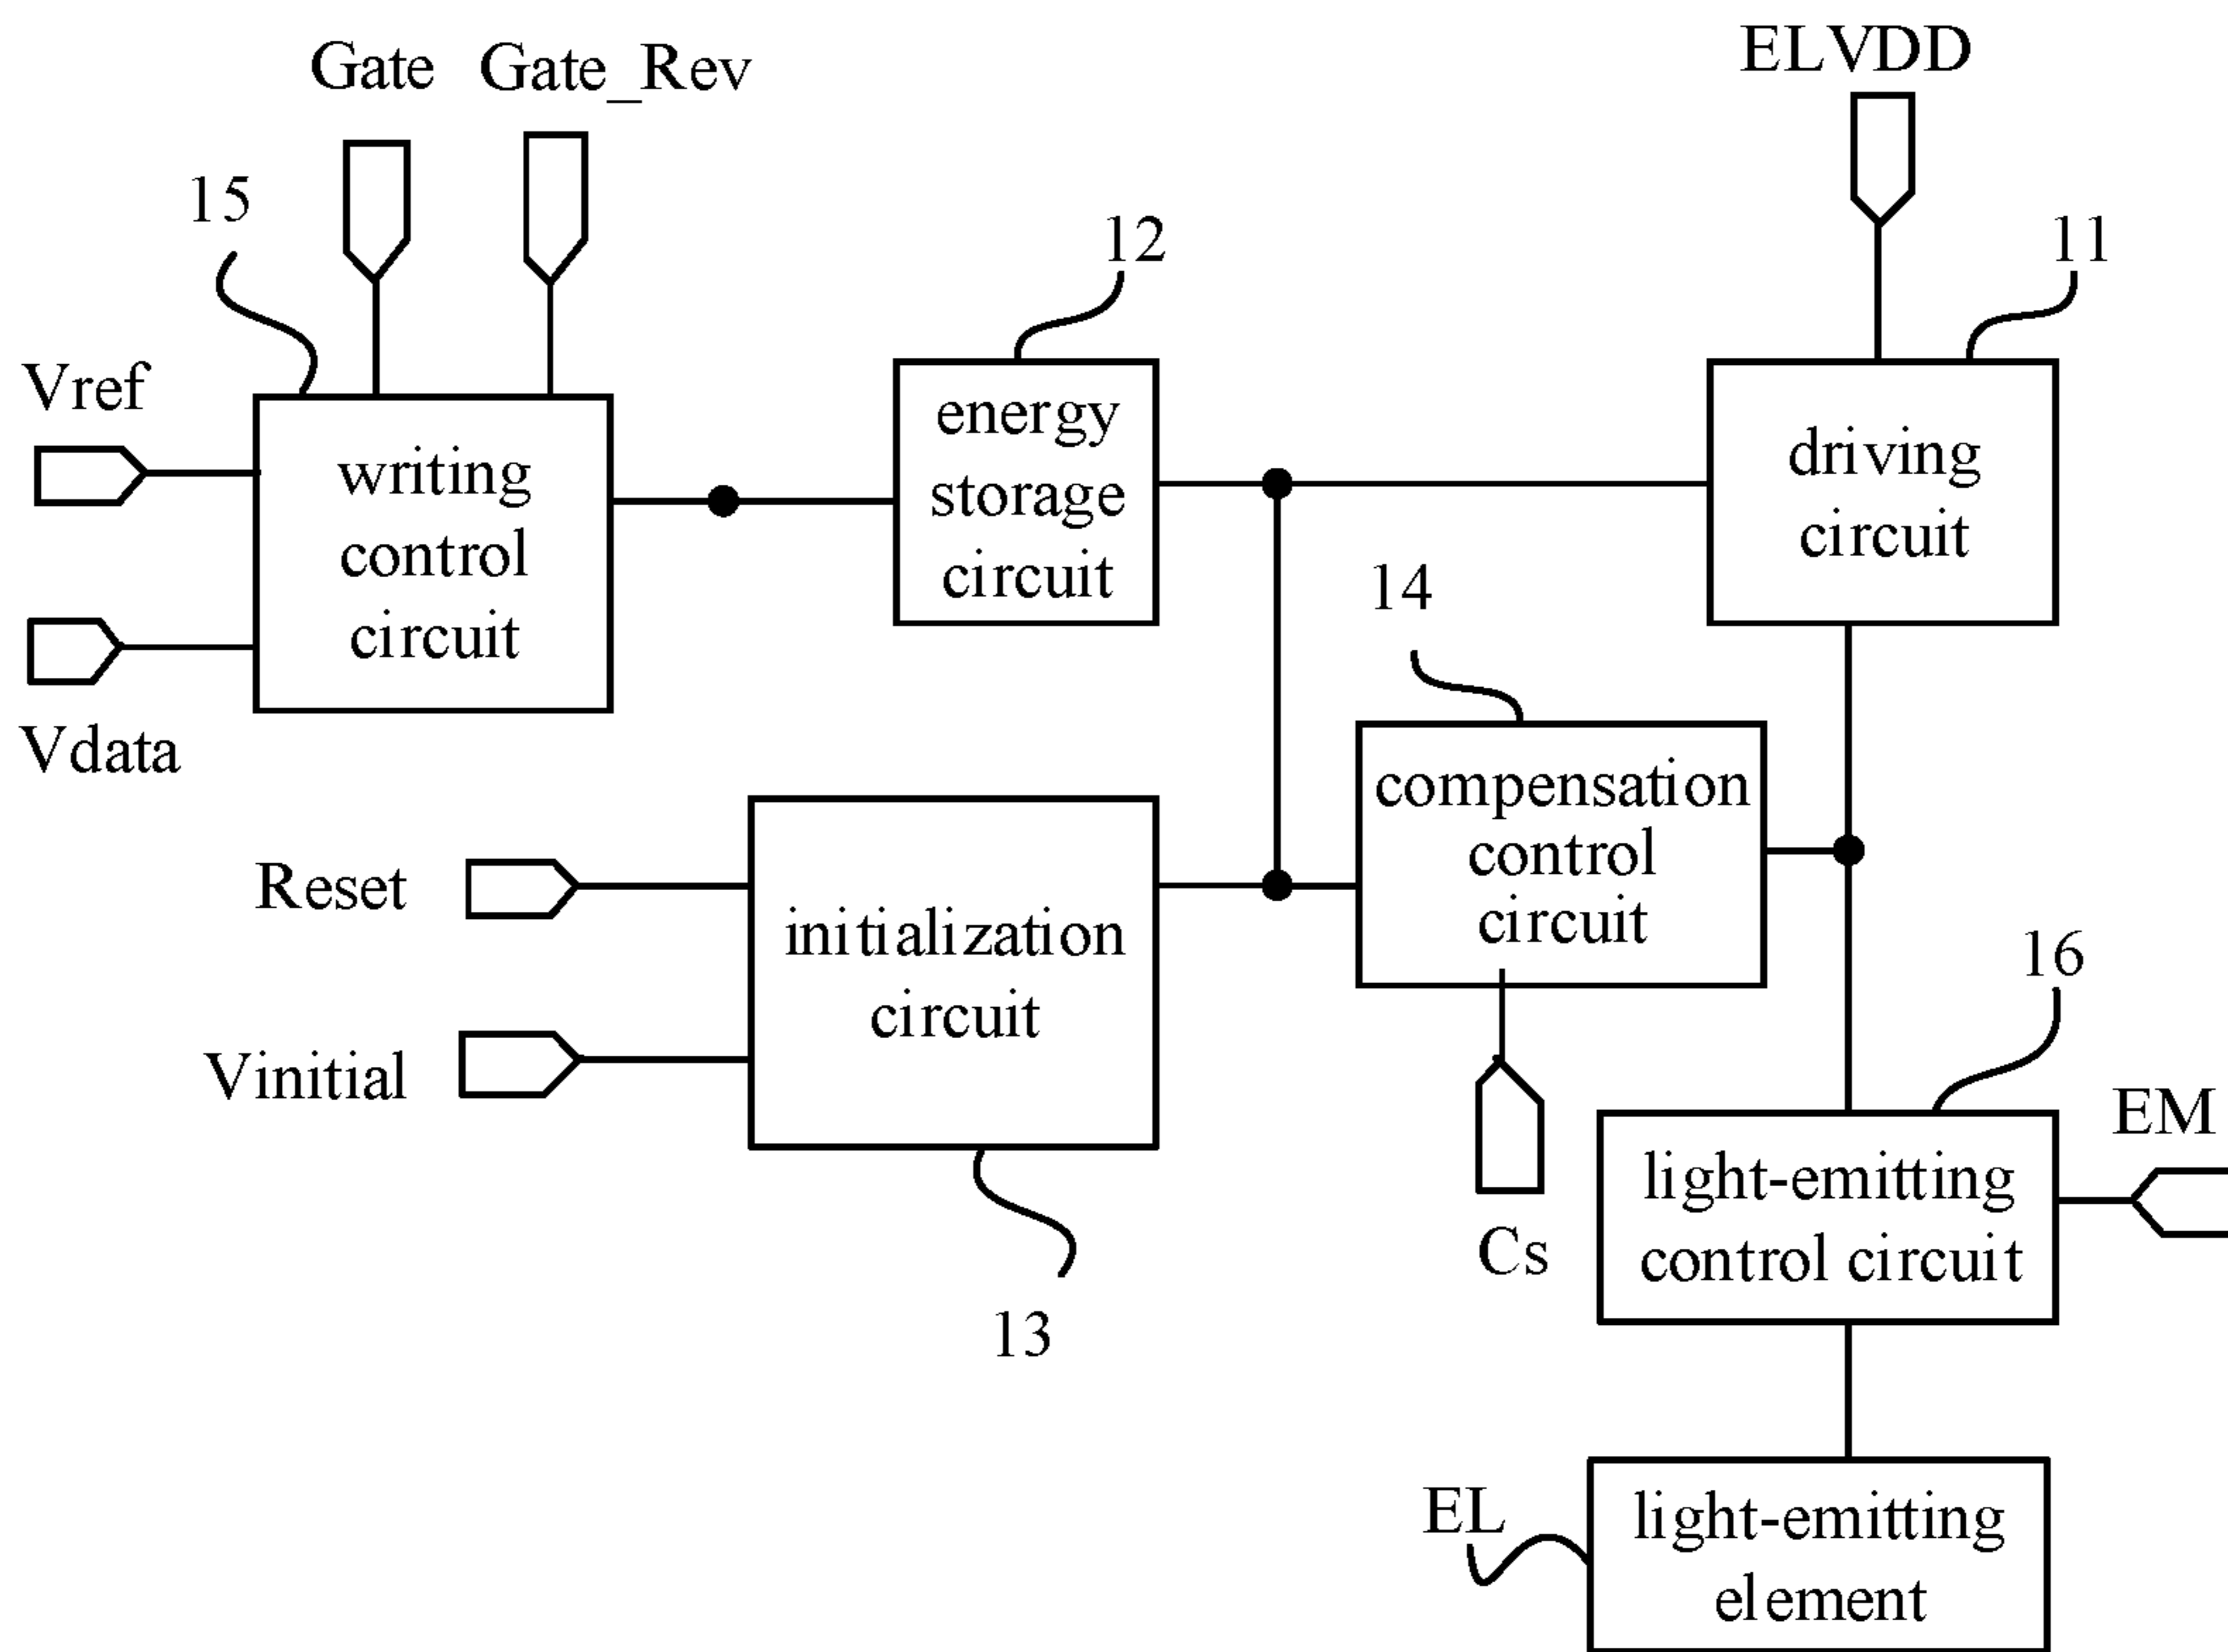 Gate Gate_Rev ELVDD
15
12
11
Vref
writing
control
circuit
energy
storage
circuit
driving
circuit
Vdata
14
compensation
control
circuit
Reset
initialization
circuit
16
Vinitial
EM
Cs
light-emitting
control circuit
13
EL
light-emitting
element